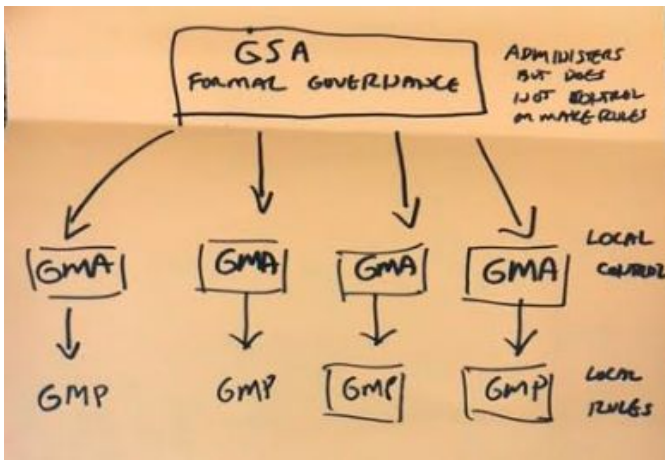 GSA
FORMAL GOVERNANCE
ADMINISTERS
BUT DOES
NOT CONTROL
OR MAKE RULES
GMA
GMA
GMA
GMA
LOCAL
CONTROL
GMP
GMP
GMP
GMP
LOCAL
RULES